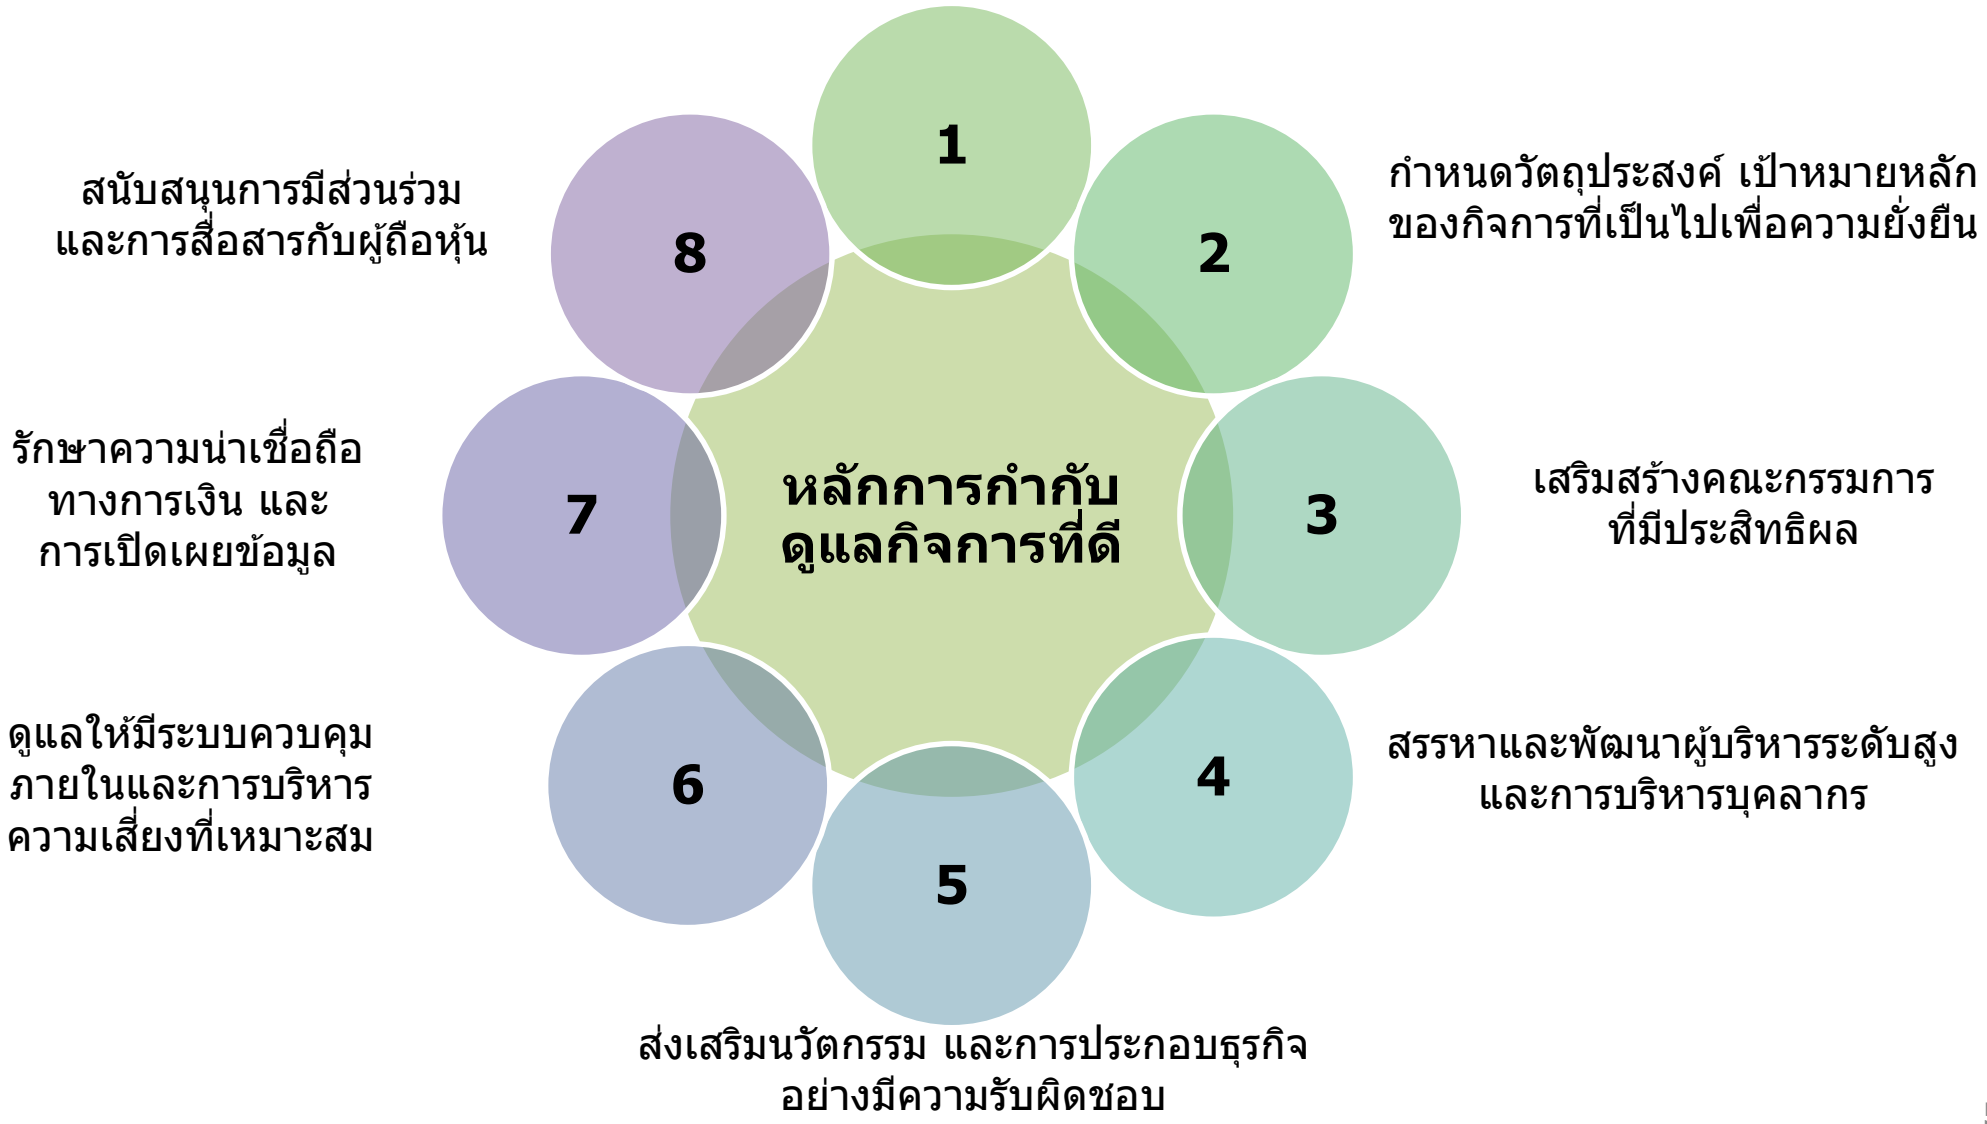 1
2
กำหนดวัตถุประสงค์ เป้าหมายหลัก
ของกิจการที่เป็นไปเพื่อความยั่งยืน
3
เสริมสร้างคณะกรรมการ
ที่มีประสิทธิผล
4
สรรหาและพัฒนาผู้บริหารระดับสูง
และการบริหารบุคลากร
5
ส่งเสริมนวัตกรรม และการประกอบธุรกิจ
อย่างมีความรับผิดชอบ
6
ดูแลให้มีระบบควบคุม
ภายในและการบริหาร
ความเสี่ยงที่เหมาะสม
7
รักษาความน่าเชื่อถือ
ทางการเงิน และ
การเปิดเผยข้อมูล
8
สนับสนุนการมีส่วนร่วม
และการสื่อสารกับผู้ถือหุ้น
หลักการกำกับ
ดูแลกิจการที่ดี